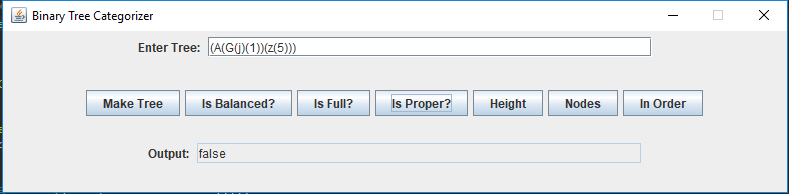 Binary Tree Categorizer
Enter Tree: (A(G(j)(1))(z(5)))
Make Tree Is Balanced? Is Full? Is Proper? Height Nodes In Order
Output: false